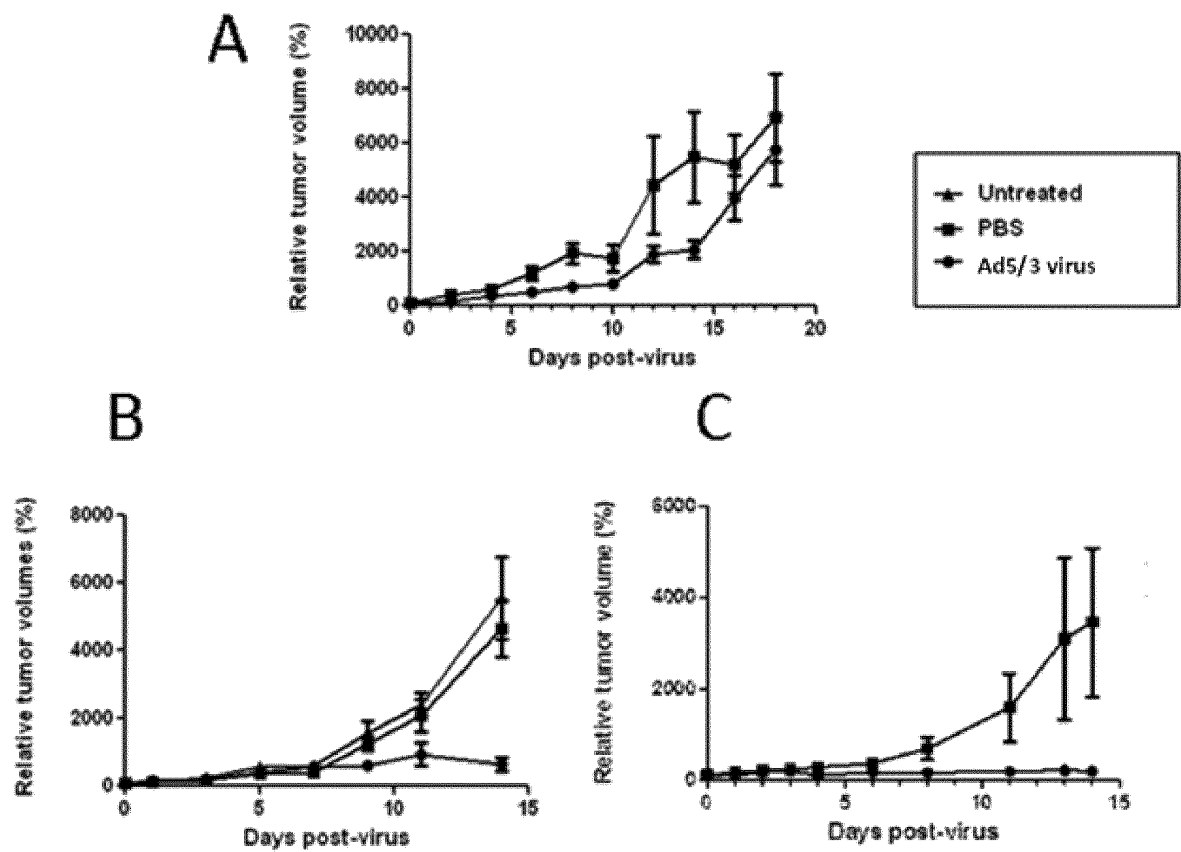 A
Relative tumor volume (%)
10000
8000
6000
4000
2000
0
0 5 10 15 20
Days post-virus
Untreated
PBS
Ad5/3 virus
B
Relative tumor volumes (%)
8000
6000
4000
2000
0
0 5 10 15
Days post-virus
C
Relative tumor volume (%)
6000
4000
2000
0
0 5 10 15
Days post-virus